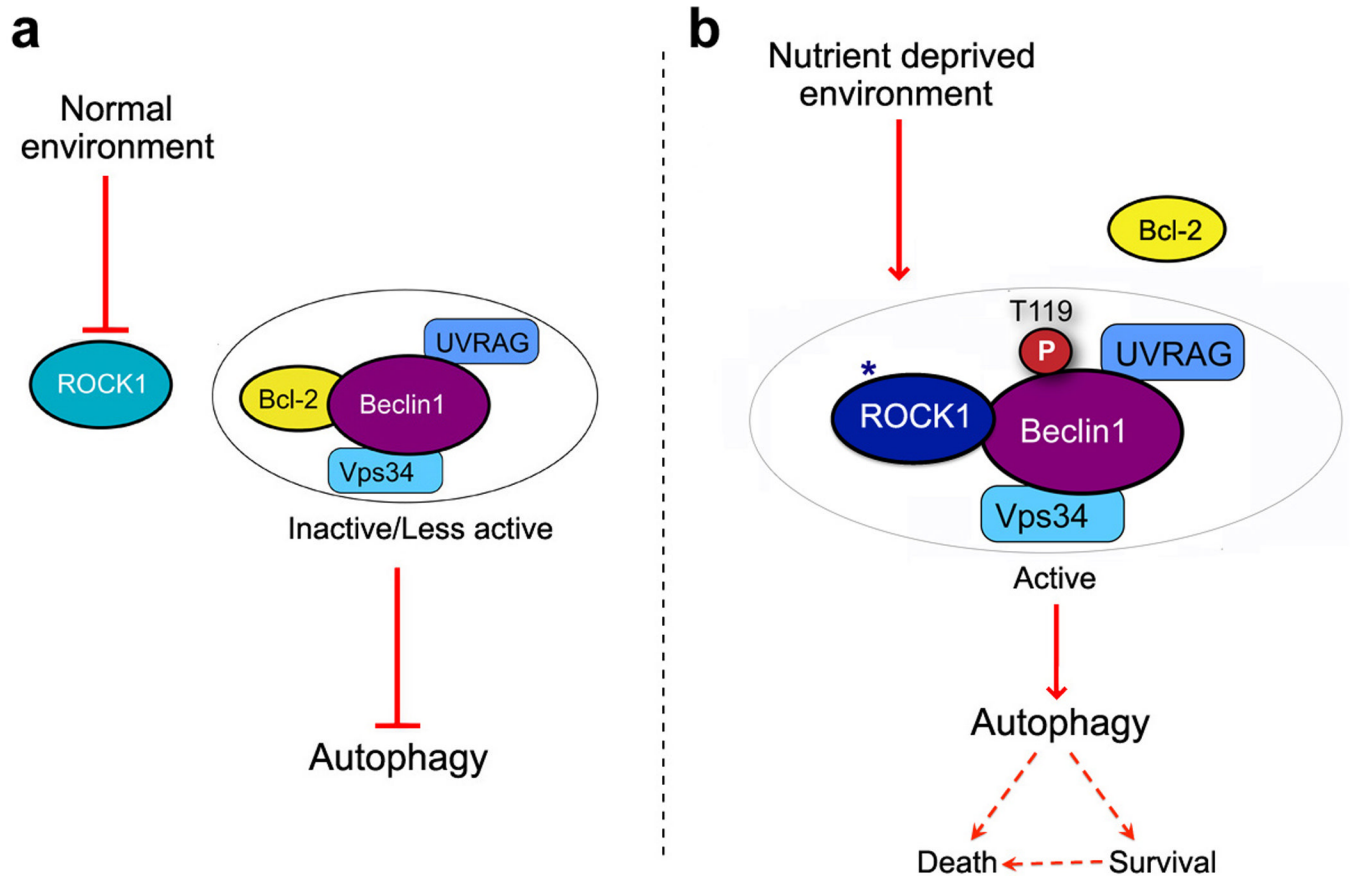 a
Normal
environment
ROCK1
UVRAG
Bcl-2
Beclin1
Vps34
Inactive/Less active
Autophagy
b
Nutrient deprived
environment
Bcl-2
T119
P
UVRAG
*
ROCK1
Beclin1
Vps34
Active
Autophagy
Death
Survival